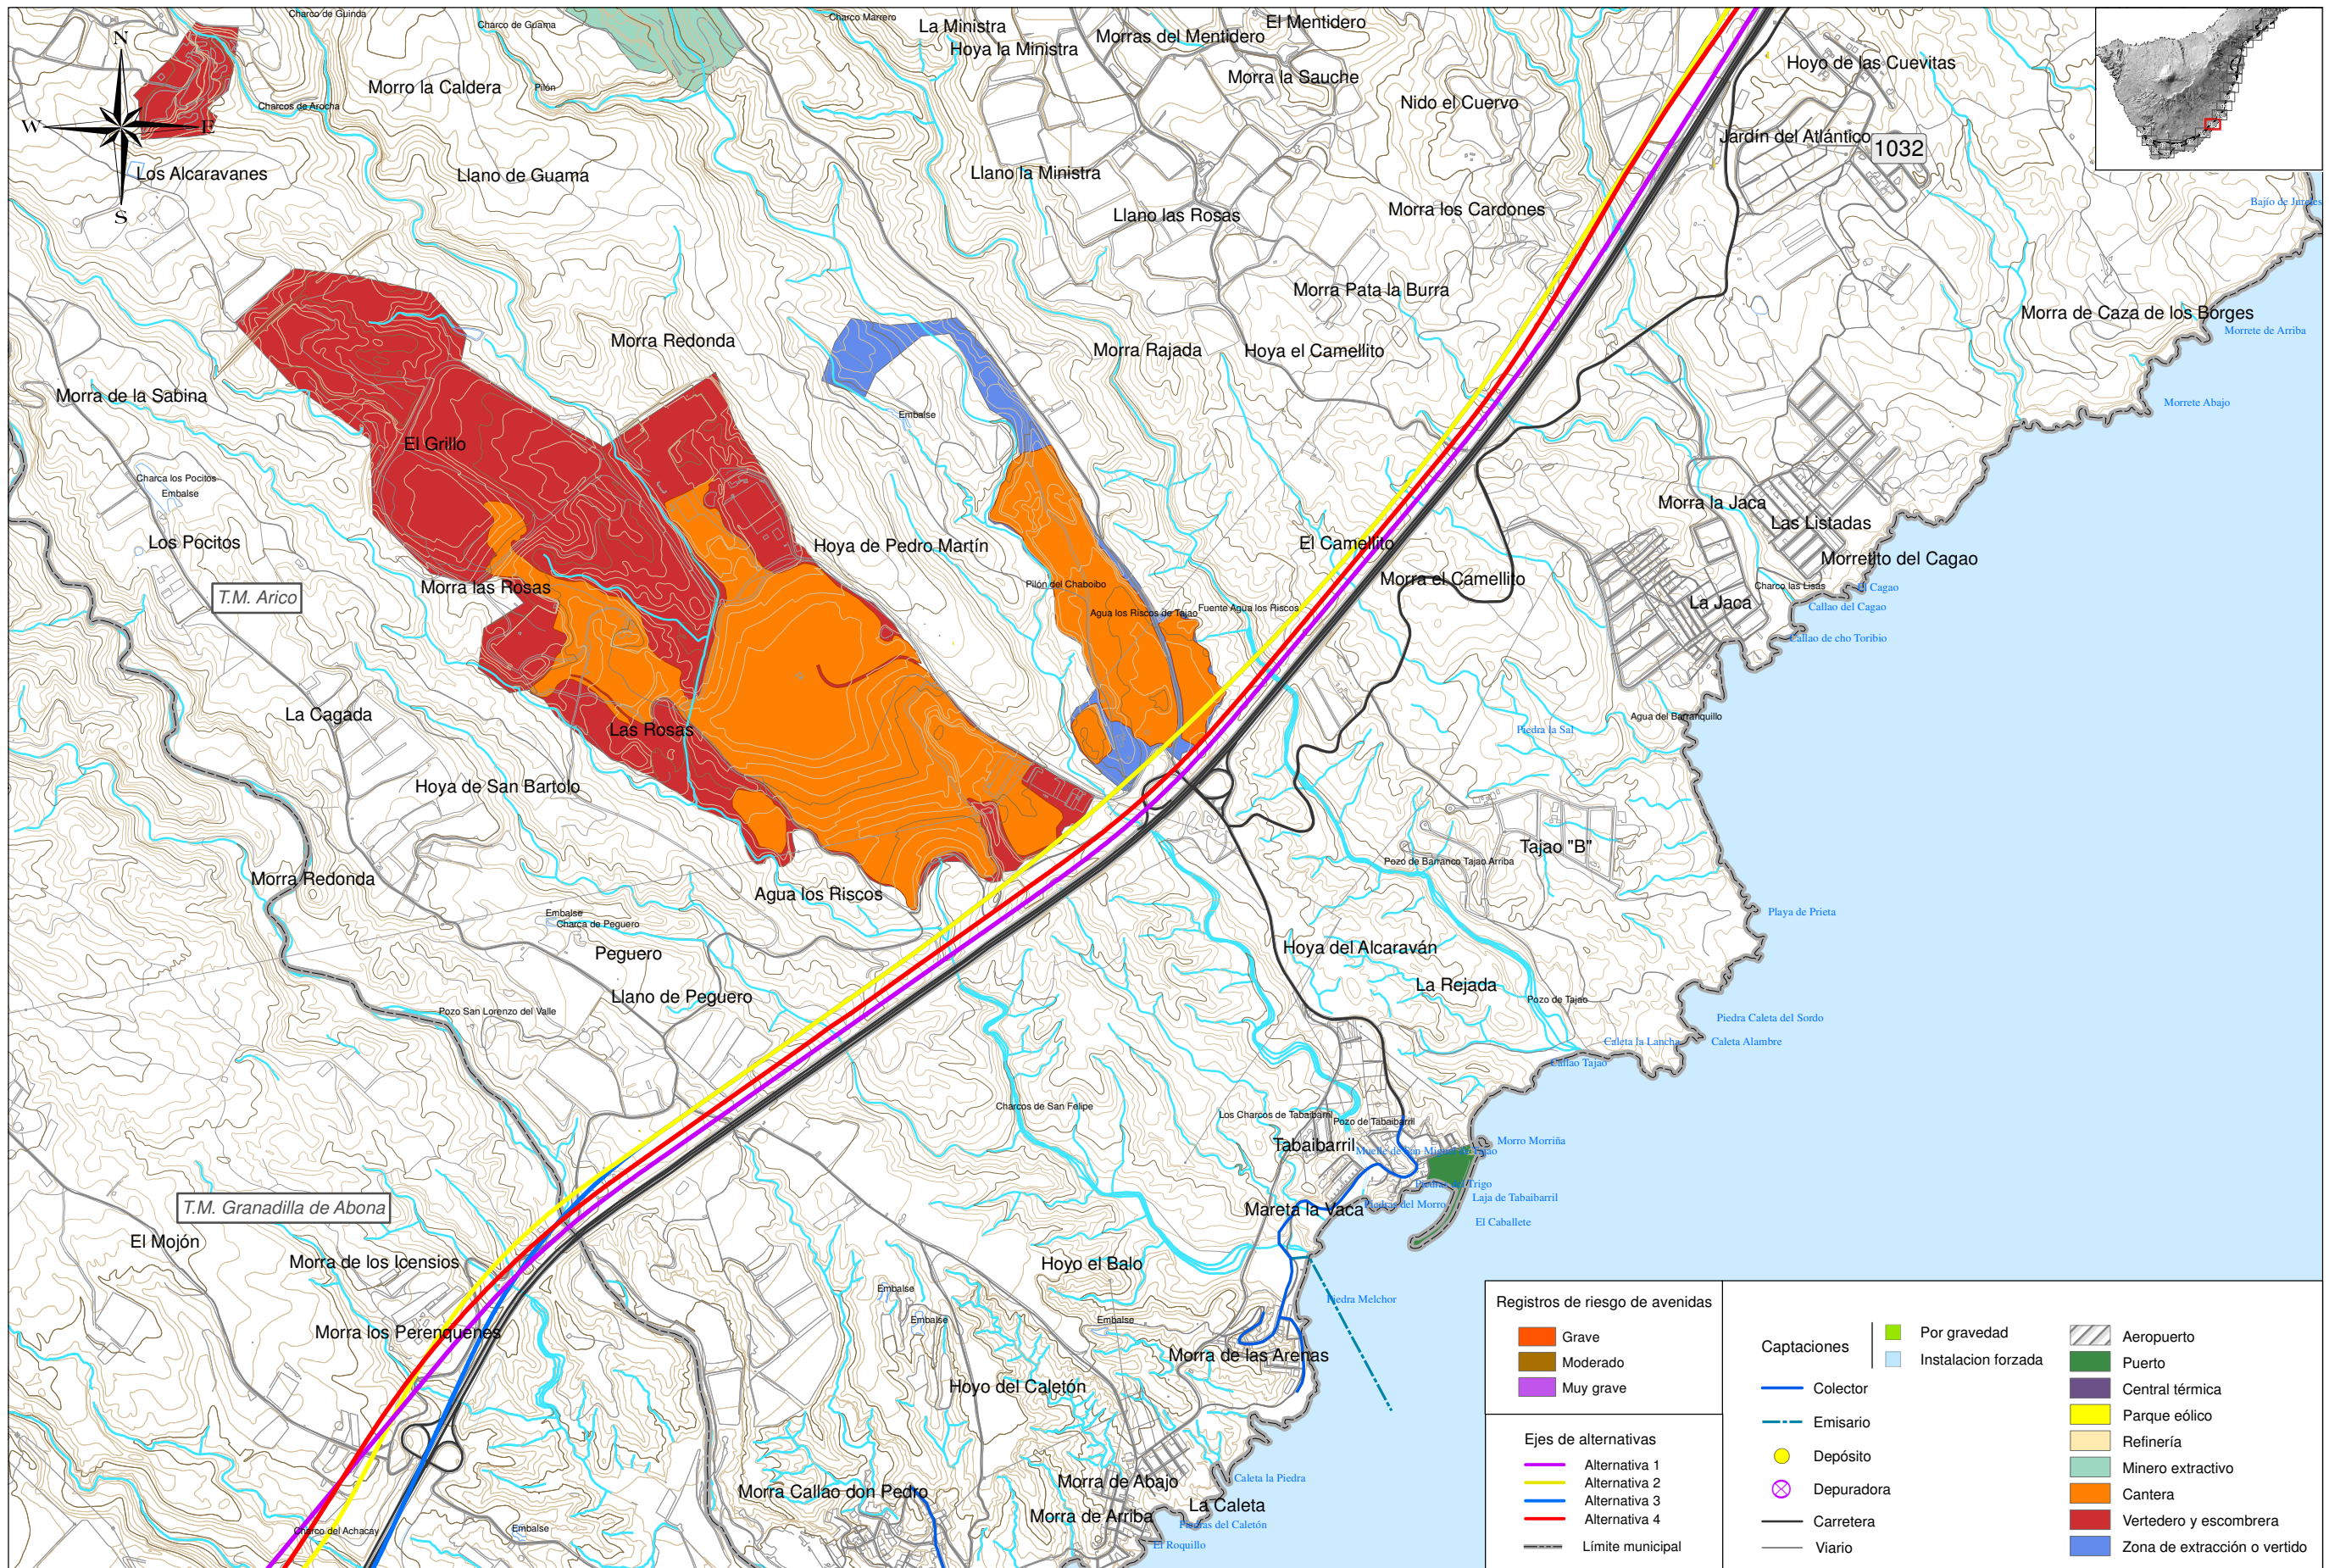 Charco de Guinda
Charco de Guama
Charco Marrero
La Ministra
El Mentidero
Morras del Mentidero
Hoya la Ministra
N
Hoyo de las Cuevitas
Morra la Sauche
Morro la Caldera
Pilón
Charcos de Arocha
Nido el Cuervo
W
E
Jardín del Atlántico
1032
Los Alcaravanes
Llano de Guama
Llano la Ministra
S
Llano las Rosas
Morra los Cardones
Morra Pata la Burra
Morra de Caza de los Borges
Morrete de Arriba
Morra Redonda
Morra Rajada
Hoya el Camellito
Morra de la Sabina
Morrete Abajo
Embalse
El Grillo
Charca los Pocitos
Embalse
Morra la Jaca
Las Listadas
Los Pocitos
Hoya de Pedro Martín
El Camellito
Morretito del Cagao
Morra el Camellito
Morra las Rosas
Pilón del Chaboibo
Charco las Lisas
El Cagao
T.M. Arico
La Jaca
Callao del Cagao
Agua los Riscos de Tajao
Fuente Agua los Riscos
Callao de cho Toribio
La Cagada
Agua del Barranquillo
Las Rosas
Piedra la Sal
Hoya de San Bartolo
Tajao "B"
Pozo de Barranco Tajao Arriba
Morra Redonda
Agua los Riscos
Embalse
Charca de Peguero
Playa de Prieta
Peguero
Hoya del Alcaraván
La Rejada
Llano de Peguero
Pozo de Tajao
Pozo San Lorenzo del Valle
Piedra Caleta del Sordo
Caleta la Lancha
Caleta Alambre
Callao Tajao
Charcos de San Felipe
Los Charcos de Tabaibarril
Pozo de Tabaibarril
Tabaibarril
Morro Morriña
T.M. Granadilla de Abona
Laja de Tabaibarril
Mareta la Vaca
Piedras del Morro
El Caballete
El Mojón
Morra de los Icensios
Hoyo el Balo
Embalse
Piedra Melchor
Embalse
Embalse
Morra los Perenquenes
Morra de las Arenas
Hoyo del Caletón
Morra de Abajo
Caleta la Piedra
Morra Callao don Pedro
La Caleta
Morra de Arriba
Piedras del Caletón
Charco del Achacay
Embalse
El Roquillo
Registros de riesgo de avenidas
Grave
Moderado
Muy grave
Ejes de alternativas
Alternativa 1
Alternativa 2
Alternativa 3
Alternativa 4
Límite municipal
Captaciones
Por gravedad
Instalacion forzada
Colector
Emisario
Depósito
Depuradora
Carretera
Viario
Aeropuerto
Puerto
Central térmica
Parque eólico
Refinería
Minero extractivo
Cantera
Vertedero y escombrera
Zona de extracción o vertido